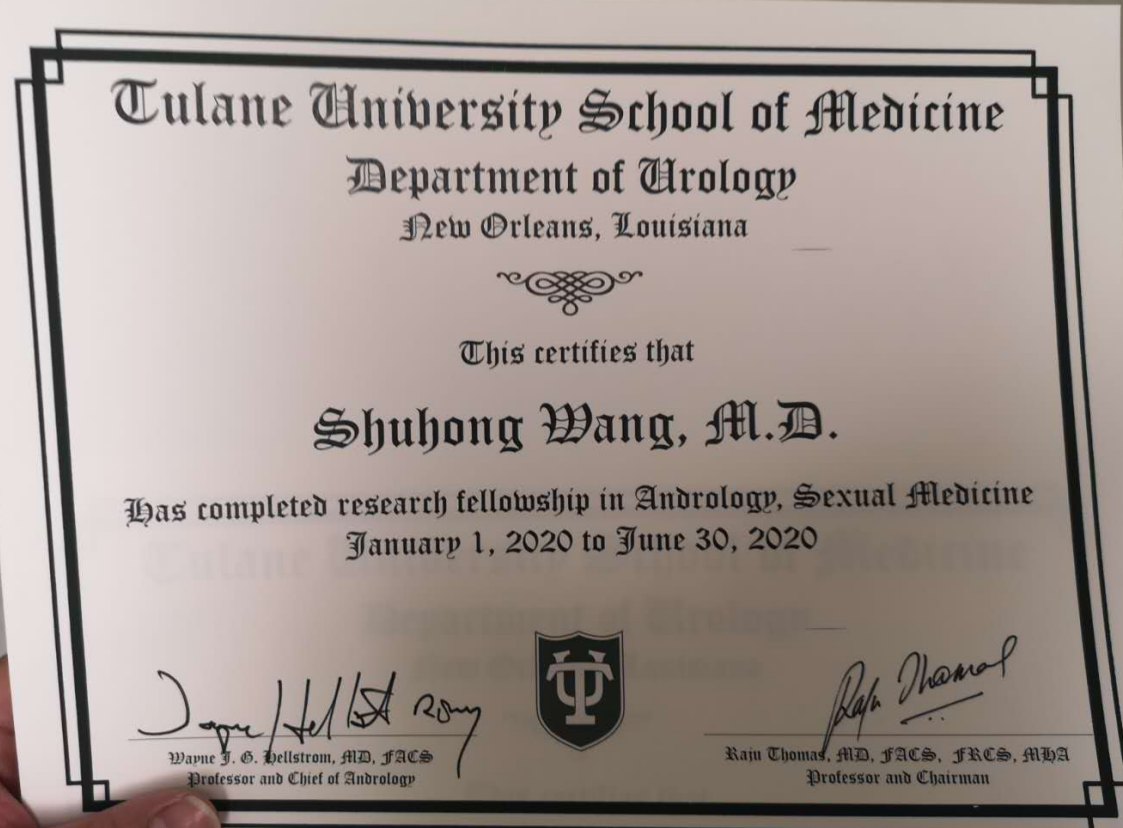 Tulane University School of Medicine
Department of Urology
New Orleans, Louisiana
This certifies that
Shuhong Wang, M.D.
Has completed research fellowship in Andrology, Sexual Medicine
January 1, 2020 to June 30, 2020
Wayne J. G. Hellstrom, MD, FACS
Professor and Chief of Andrology
Raju Thomas, MD, FACS, FRCS, MHA
Professor and Chairman